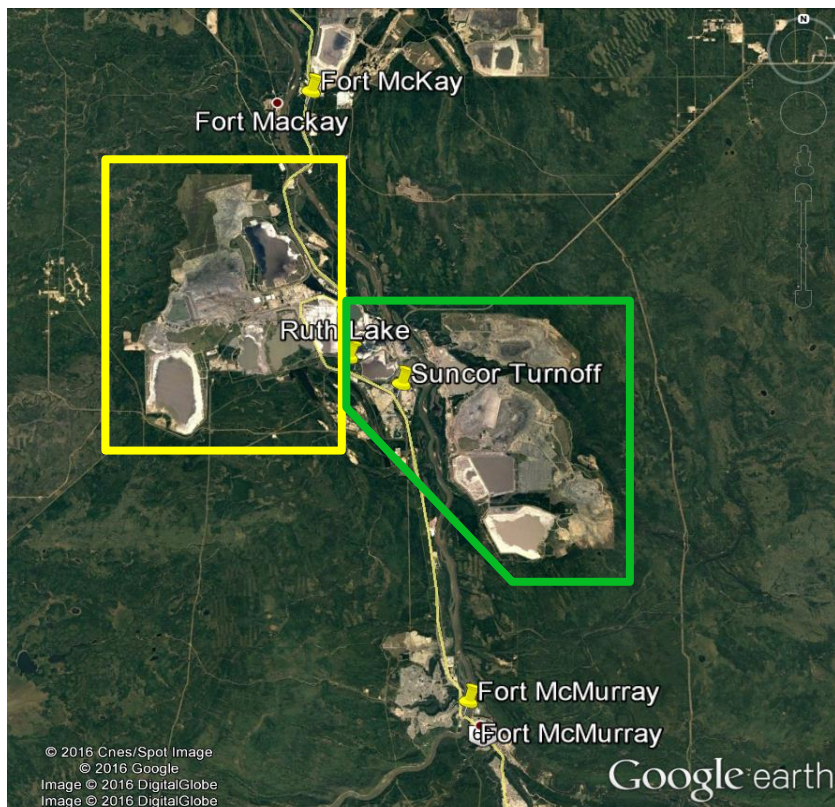 N
Fort McKay
Fort Mackay
Ruth Lake
Suncor Turnoff
Fort McMurray
Fort McMurray
© 2016 Cnes/Spot Image
© 2016 Google
Image © 2016 DigitalGlobe
Image © 2016 DigitalGlobe
Google earth